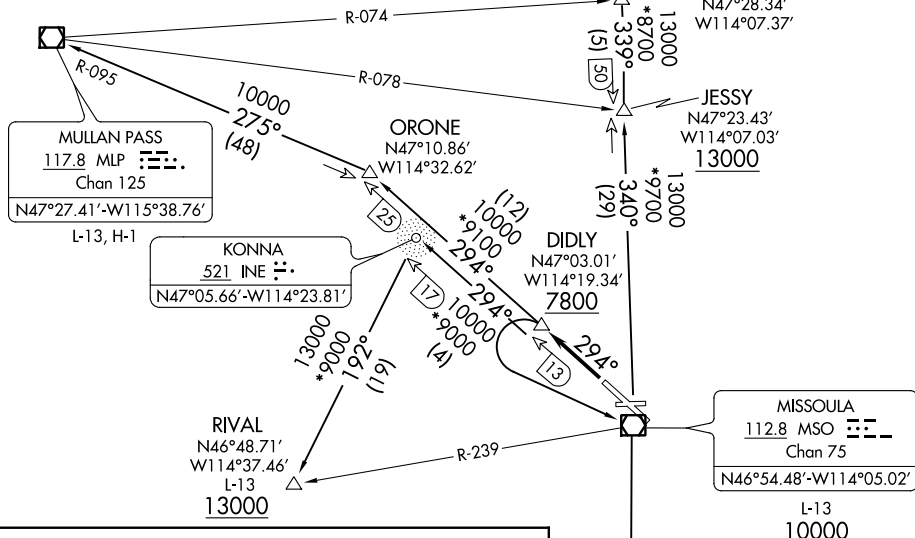 R-074
N47°28.34'
W114°07.37'
13000
*8700
339°
(5)
50
R-095
R-078
JESSY
N47°23.43'
W114°07.03'
13000
10000
275°
(48)
ORONE
N47°10.86'
W114°32.62'
MULLAN PASS
117.8 MLP
Chan 125
N47°27.41'-W115°38.76'
L-13, H-1
13000
*9700
340°
(29)
25
(12)
10000
*9100
294°
KONNA
521 INE
N47°05.66'-W114°23.81'
DIDLY
N47°03.01'
W114°19.34'
7800
17
294°
10000
*9000
(4)
13
294°
13000
*9000
192°
(19)
RIVAL
N46°48.71'
W114°37.46'
L-13
13000
R-239
MISSOULA
112.8 MSO
Chan 75
N46°54.48'-W114°05.02'
L-13
10000